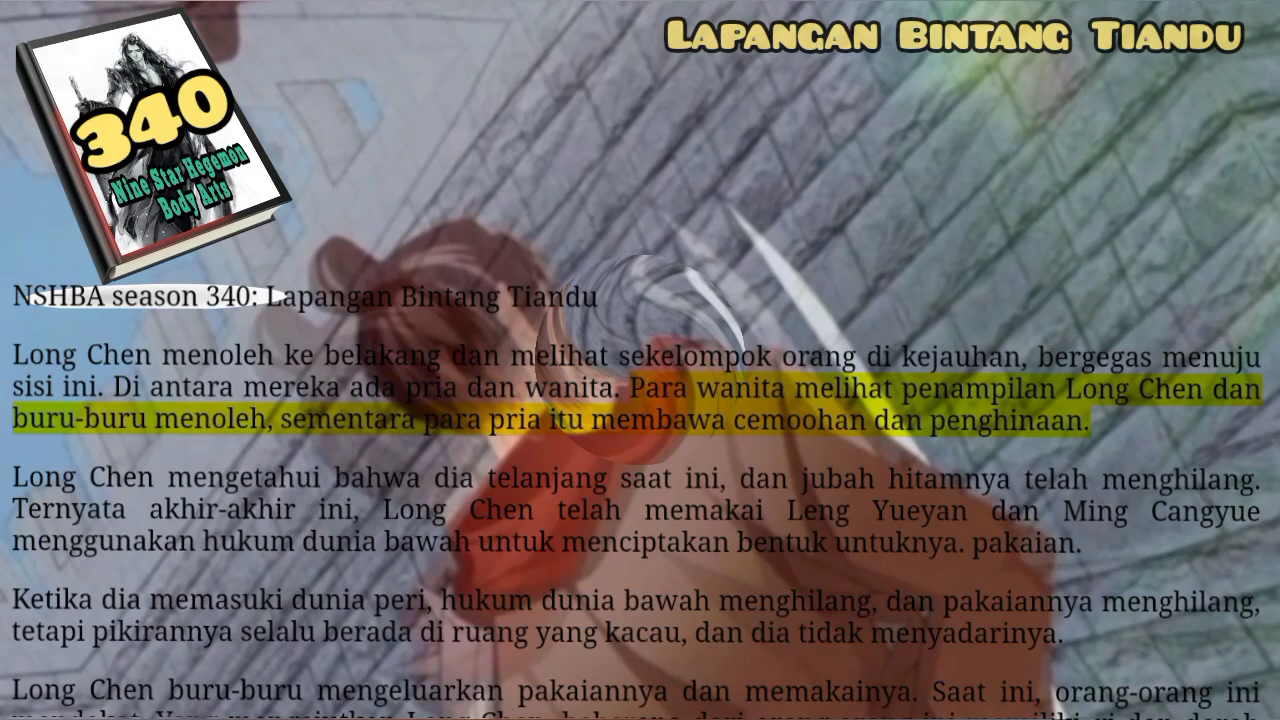 Lapangan Bintang Tiandu
340
Nine Star Hegemon
Body Arts
NSHBA season 340: Lapangan Bintang Tiandu
Long Chen menoleh ke belakang dan melihat sekelompok orang di kejauhan, bergegas menuju
sisi ini. Di antara mereka ada pria dan wanita. Para wanita melihat penampilan Long Chen dan
buru-buru menoleh, sementara para pria itu membawa cemoohan dan penghinaan.
Long Chen mengetahui bahwa dia telanjang saat ini, dan jubah hitamnya telah menghilang.
Ternyata akhir-akhir ini, Long Chen telah memakai Leng Yueyan dan Ming Cangyue
menggunakan hukum dunia bawah untuk menciptakan bentuk untuknya. pakaian.
Ketika dia memasuki dunia peri, hukum dunia bawah menghilang, dan pakaiannya menghilang,
tetapi pikirannya selalu berada di ruang yang kacau, dan dia tidak menyadarinya.
Long Chen buru-buru mengeluarkan pakaiannya dan memakainya. Saat ini, orang-orang ini